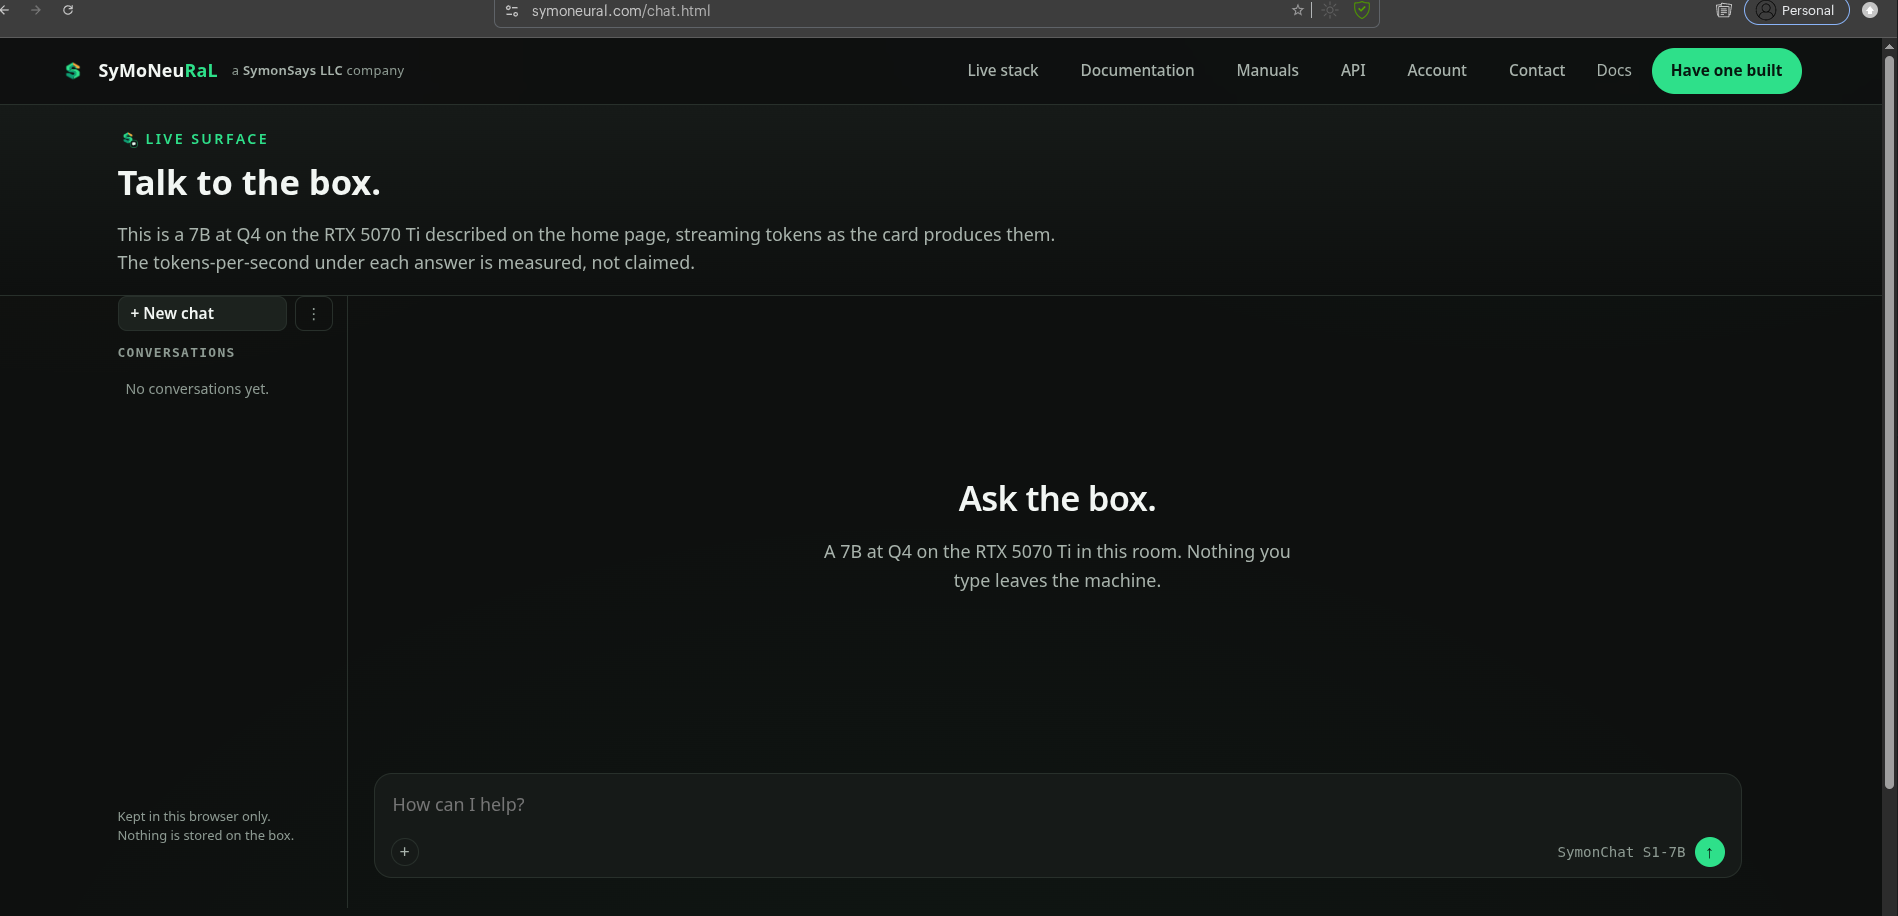 symoneural.com/chat.html
Personal
SyMoNeuRaL a SymonSays LLC company
Live stack Documentation Manuals API Account Contact Docs Have one built
LIVE SURFACE
Talk to the box.
This is a 7B at Q4 on the RTX 5070 Ti described on the home page, streaming tokens as the card produces them.
The tokens-per-second under each answer is measured, not claimed.
+ New chat
CONVERSATIONS
No conversations yet.
Ask the box.
A 7B at Q4 on the RTX 5070 Ti in this room. Nothing you
type leaves the machine.
How can I help?
+
SymonChat S1-7B ↑
Kept in this browser only.
Nothing is stored on the box.